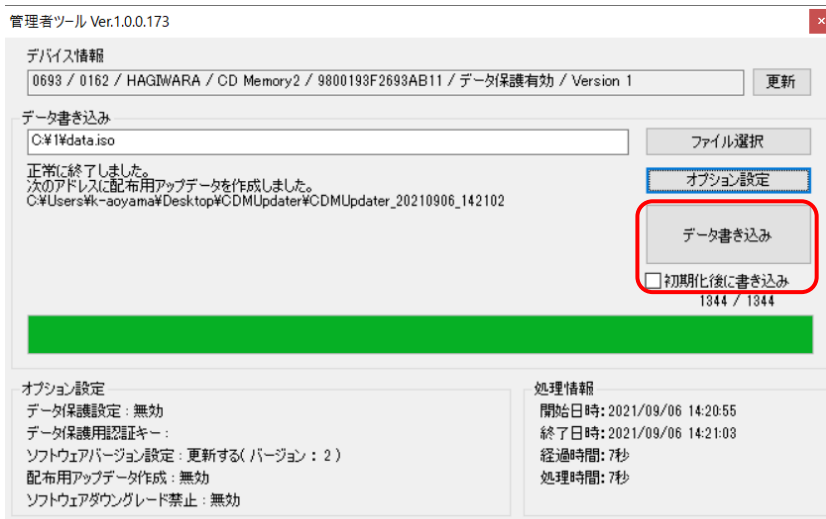 管理者ツール Ver.1.0.0.173
デバイス情報
0693 / 0162 / HAGIWARA / CD Memory2 / 9800193F2693AB11 / データ保護有効 / Version 1
更新
データ書き込み
C:¥1¥data.iso
ファイル選択
正常に終了しました。
次のアドレスに配布用アップデータを作成しました。
C:¥Users¥k-aoyama¥Desktop¥CDMUpdater¥CDMUpdater_20210906_142102
オプション設定
データ書き込み
初期化後に書き込み
1344 / 1344
オプション設定
データ保護設定 : 無効
データ保護用認証キー :
ソフトウェアバージョン設定 : 更新する( バージョン : 2 )
配布用アップデータ作成 : 無効
ソフトウェアダウングレード禁止 : 無効
処理情報
開始日時: 2021/09/06 14:20:55
終了日時: 2021/09/06 14:21:03
経過時間: 7秒
処理時間: 7秒